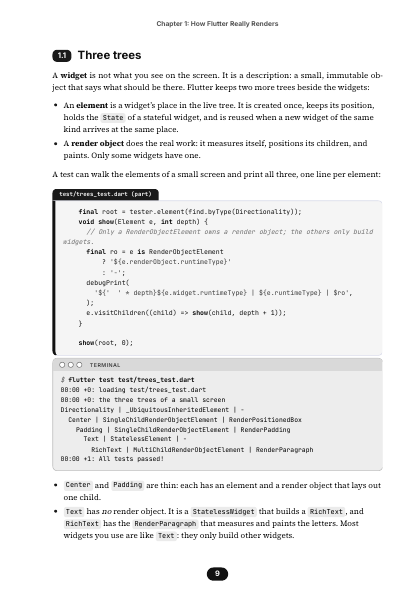 Chapter 1: How Flutter Really Renders
1.1 Three trees
A widget is not what you see on the screen. It is a description: a small, immutable ob-
ject that says what should be there. Flutter keeps two more trees beside the widgets:
• An element is a widget's place in the live tree. It is created once, keeps its position,
holds the State of a stateful widget, and is reused when a new widget of the same
kind arrives at the same place.
• A render object does the real work: it measures itself, positions its children, and
paints. Only some widgets have one.
A test can walk the elements of a small screen and print all three, one line per element:
test/trees_test.dart (part)
final root = tester.element(find.byType(Directionality));
void show(Element e, int depth) {
// Only a RenderObjectElement owns a render object; the others only build
widgets.
final ro = e is RenderObjectElement
? '${e.renderObject.runtimeType}'
: '-';
debugPrint(
'${'  ' * depth}${e.widget.runtimeType} | ${e.runtimeType} | $ro',
);
e.visitChildren((child) => show(child, depth + 1));
}
show(root, 0);
TERMINAL
$ flutter test test/trees_test.dart
00:00 +0: loading test/trees_test.dart
00:00 +0: the three trees of a small screen
Directionality | _UbiquitousInheritedElement | -
Center | SingleChildRenderObjectElement | RenderPositionedBox
Padding | SingleChildRenderObjectElement | RenderPadding
Text | StatelessElement | -
RichText | MultiChildRenderObjectElement | RenderParagraph
00:00 +1: All tests passed!
• Center and Padding are thin: each has an element and a render object that lays out
one child.
• Text has no render object. It is a StatelessWidget that builds a RichText, and
RichText has the RenderParagraph that measures and paints the letters. Most
widgets you use are like Text: they only build other widgets.
9